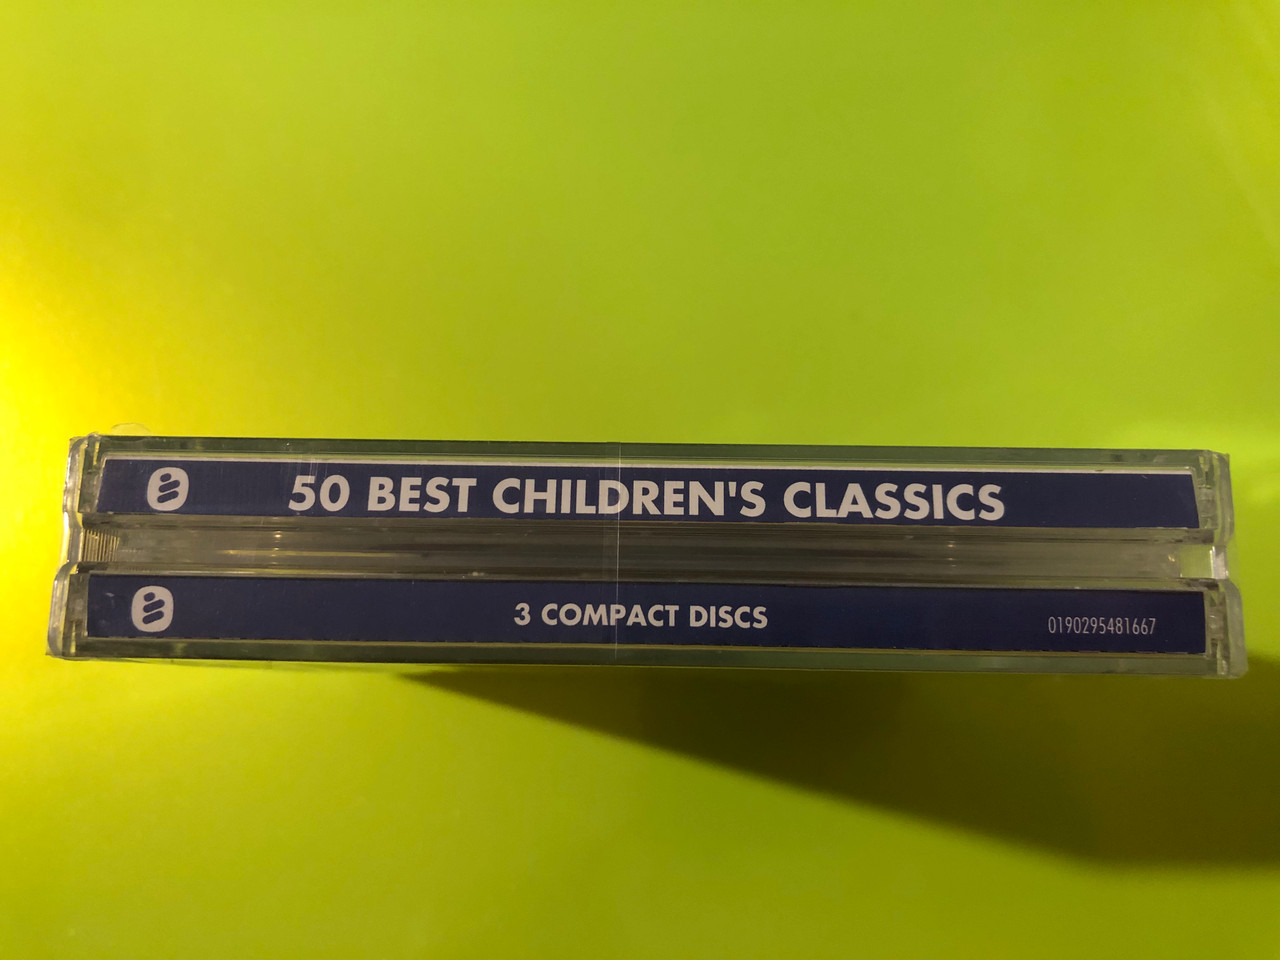 50 BEST CHILDREN'S CLASSICS
3 COMPACT DISCS
0190295481667